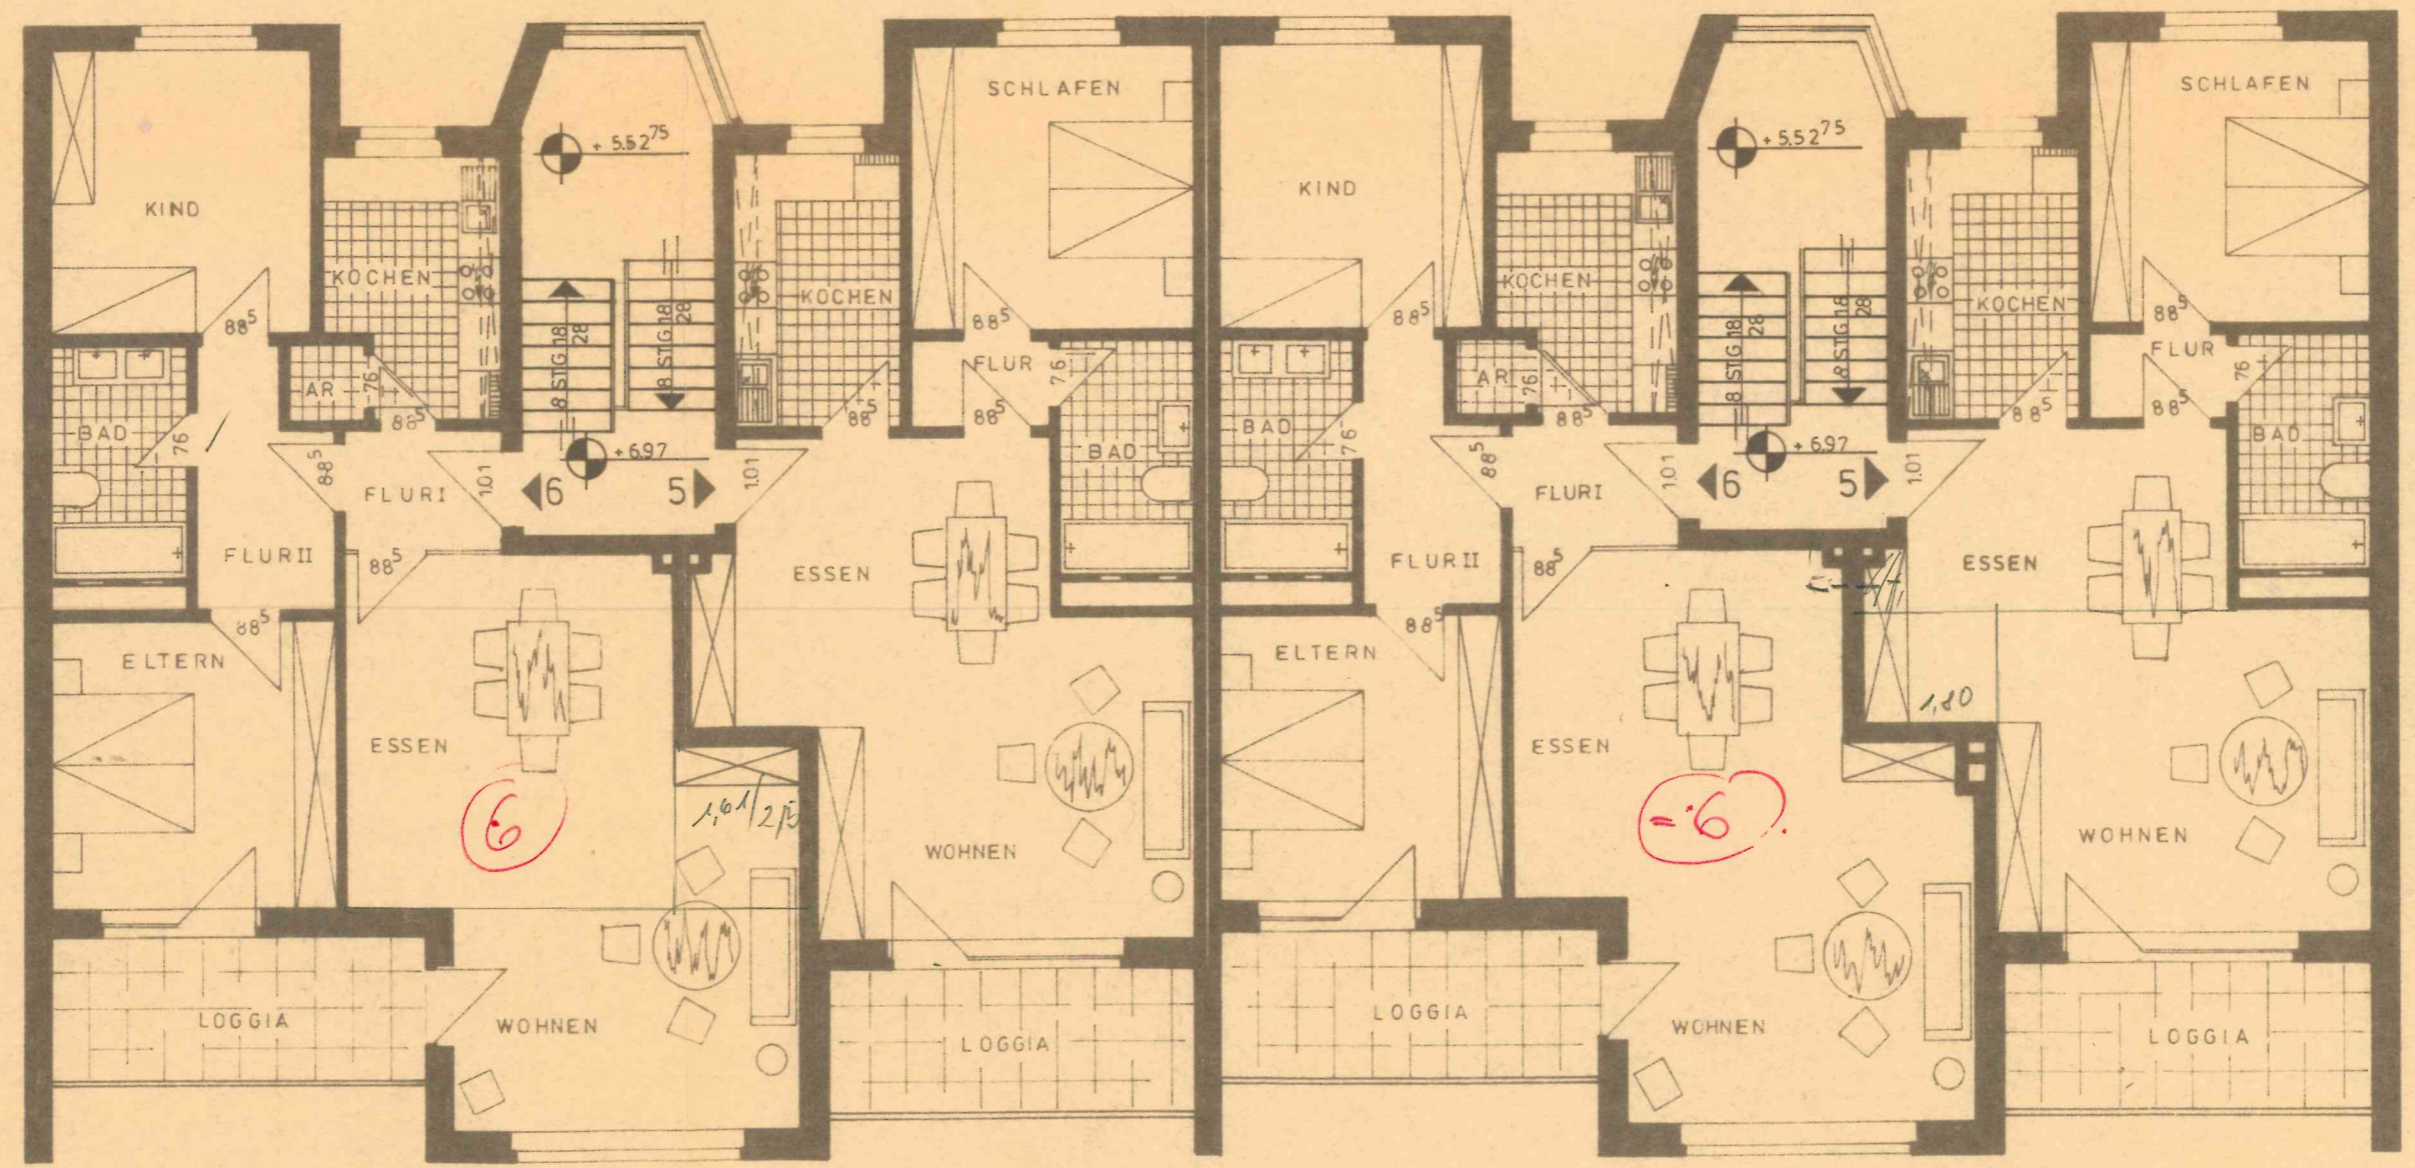 SCHLAFEN
SCHLAFEN
+ 5.52⁷⁵
+ 5.52⁷⁵
KIND
KIND
KOCHEN
KOCHEN
KOCHEN
KOCHEN
88⁵
88⁵
88⁵
88⁵
8 STG 18
28
8 STG 18
28
8 STG 18
28
8 STG 18
28
AR
76
88⁵
FLUR
76
88⁵
88⁵
AR
76
88⁵
FLUR
76
88⁵
88⁵
BAD
76
BAD
BAD
76
BAD
+ 6.97
+ 6.97
88⁵
FLUR I
1.01
6
5
1.01
88⁵
FLUR I
1.01
6
5
1.01
FLUR II
88⁵
ESSEN
FLUR II
88⁵
ESSEN
88⁵
88⁵
ELTERN
ELTERN
1,80
ESSEN
ESSEN
6
1,61/
= 6
WOHNEN
WOHNEN
LOGGIA
WOHNEN
LOGGIA
LOGGIA
WOHNEN
LOGGIA